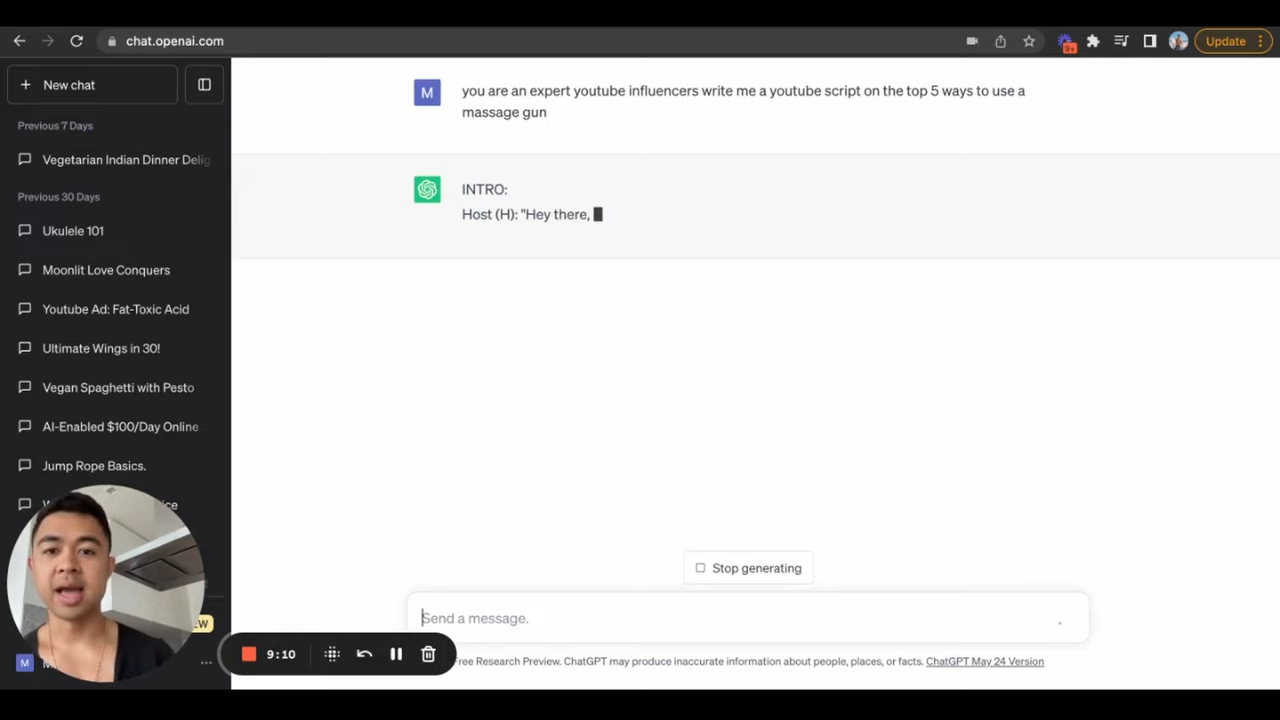 chat.openai.com
9+
Update
New chat
Previous 7 Days
Vegetarian Indian Dinner Delig
Previous 30 Days
Ukulele 101
Moonlit Love Conquers
Youtube Ad: Fat-Toxic Acid
Ultimate Wings in 30!
Vegan Spaghetti with Pesto
AI-Enabled $100/Day Online
Jump Rope Basics.
M
you are an expert youtube influencers write me a youtube script on the top 5 ways to use a
massage gun
INTRO:
Host (H): "Hey there,
Stop generating
Send a message.
M
9:10
Free Research Preview. ChatGPT may produce inaccurate information about people, places, or facts. ChatGPT May 24 Version